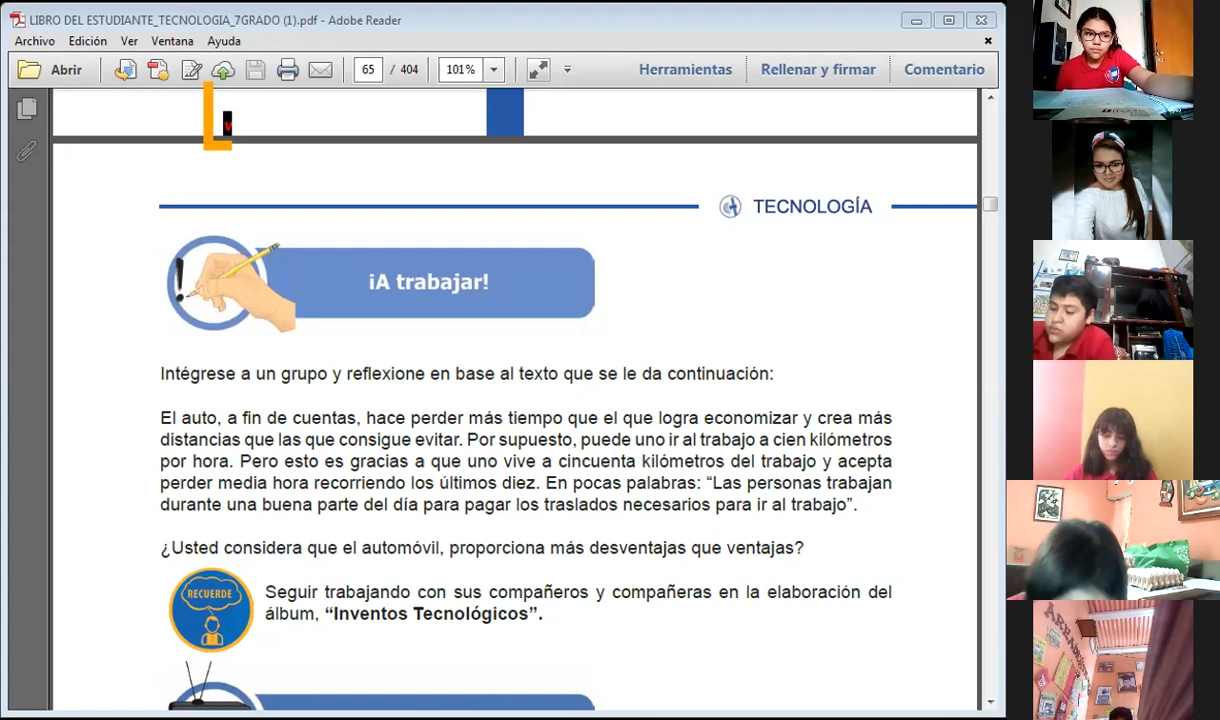 LIBRO DEL ESTUDIANTE_TECNOLOGIA_7GRADO (1).pdf - Adobe Reader
Archivo Edición Ver Ventana Ayuda
Abrir 65 / 404 101% Herramientas Rellenar y firmar Comentario
v
TECNOLOGÍA
¡A trabajar!
Intégrese a un grupo y reflexione en base al texto que se le da continuación:
El auto, a fin de cuentas, hace perder más tiempo que el que logra economizar y crea más
distancias que las que consigue evitar. Por supuesto, puede uno ir al trabajo a cien kilómetros
por hora. Pero esto es gracias a que uno vive a cincuenta kilómetros del trabajo y acepta
perder media hora recorriendo los últimos diez. En pocas palabras: “Las personas trabajan
durante una buena parte del día para pagar los traslados necesarios para ir al trabajo”.
¿Usted considera que el automóvil, proporciona más desventajas que ventajas?
RECUERDE
Seguir trabajando con sus compañeros y compañeras en la elaboración del
álbum, “Inventos Tecnológicos”.